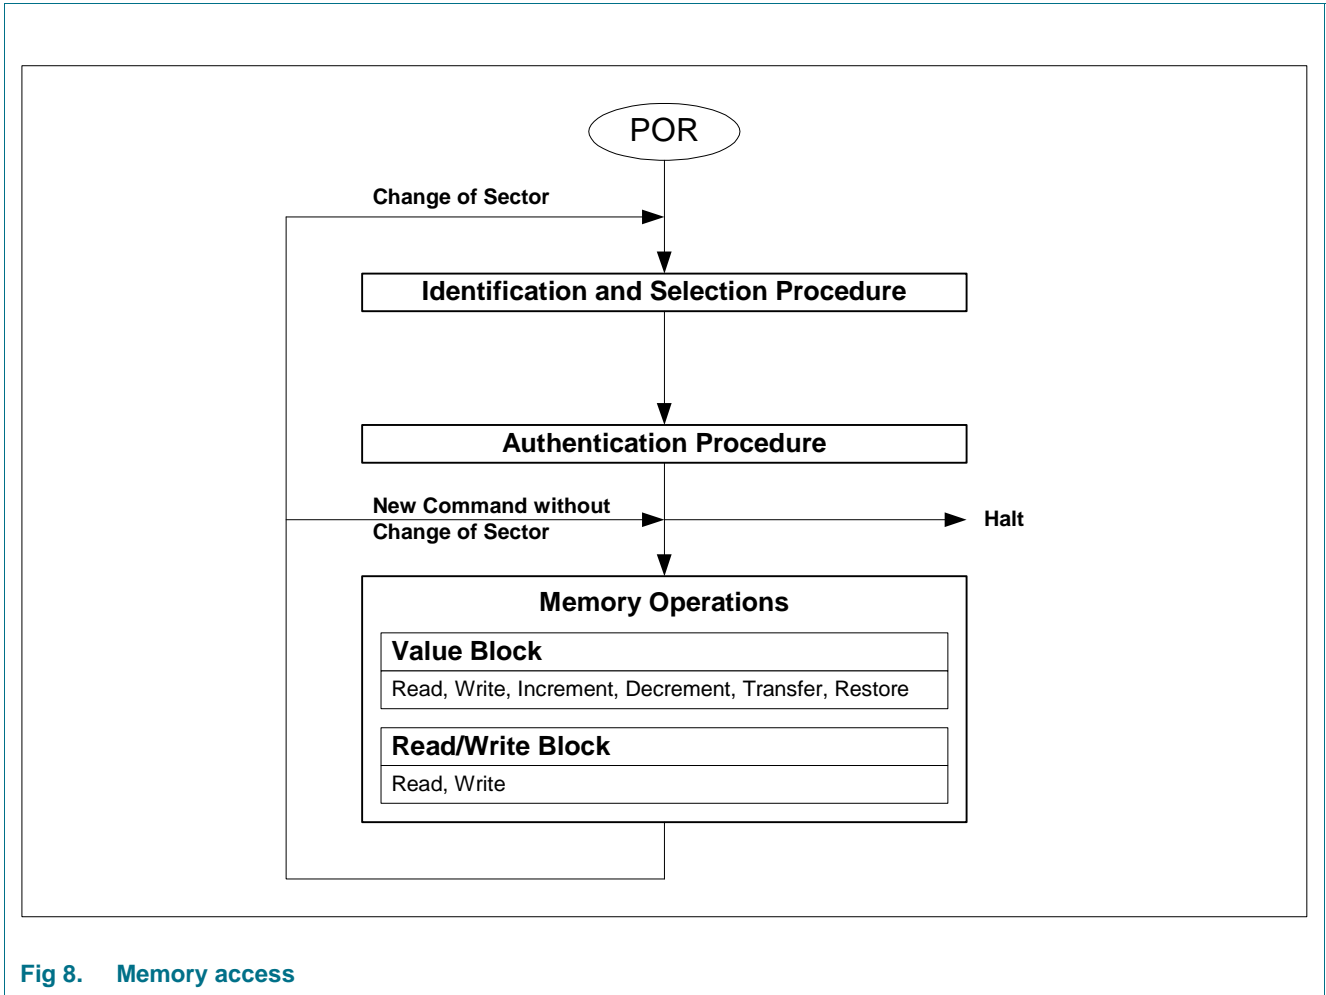 POR
Change of Sector
Identification and Selection Procedure
Authentication Procedure
New Command without
Change of Sector
Halt
Memory Operations
Value Block
Read, Write, Increment, Decrement, Transfer, Restore
Read/Write Block
Read, Write
Fig 8. Memory access